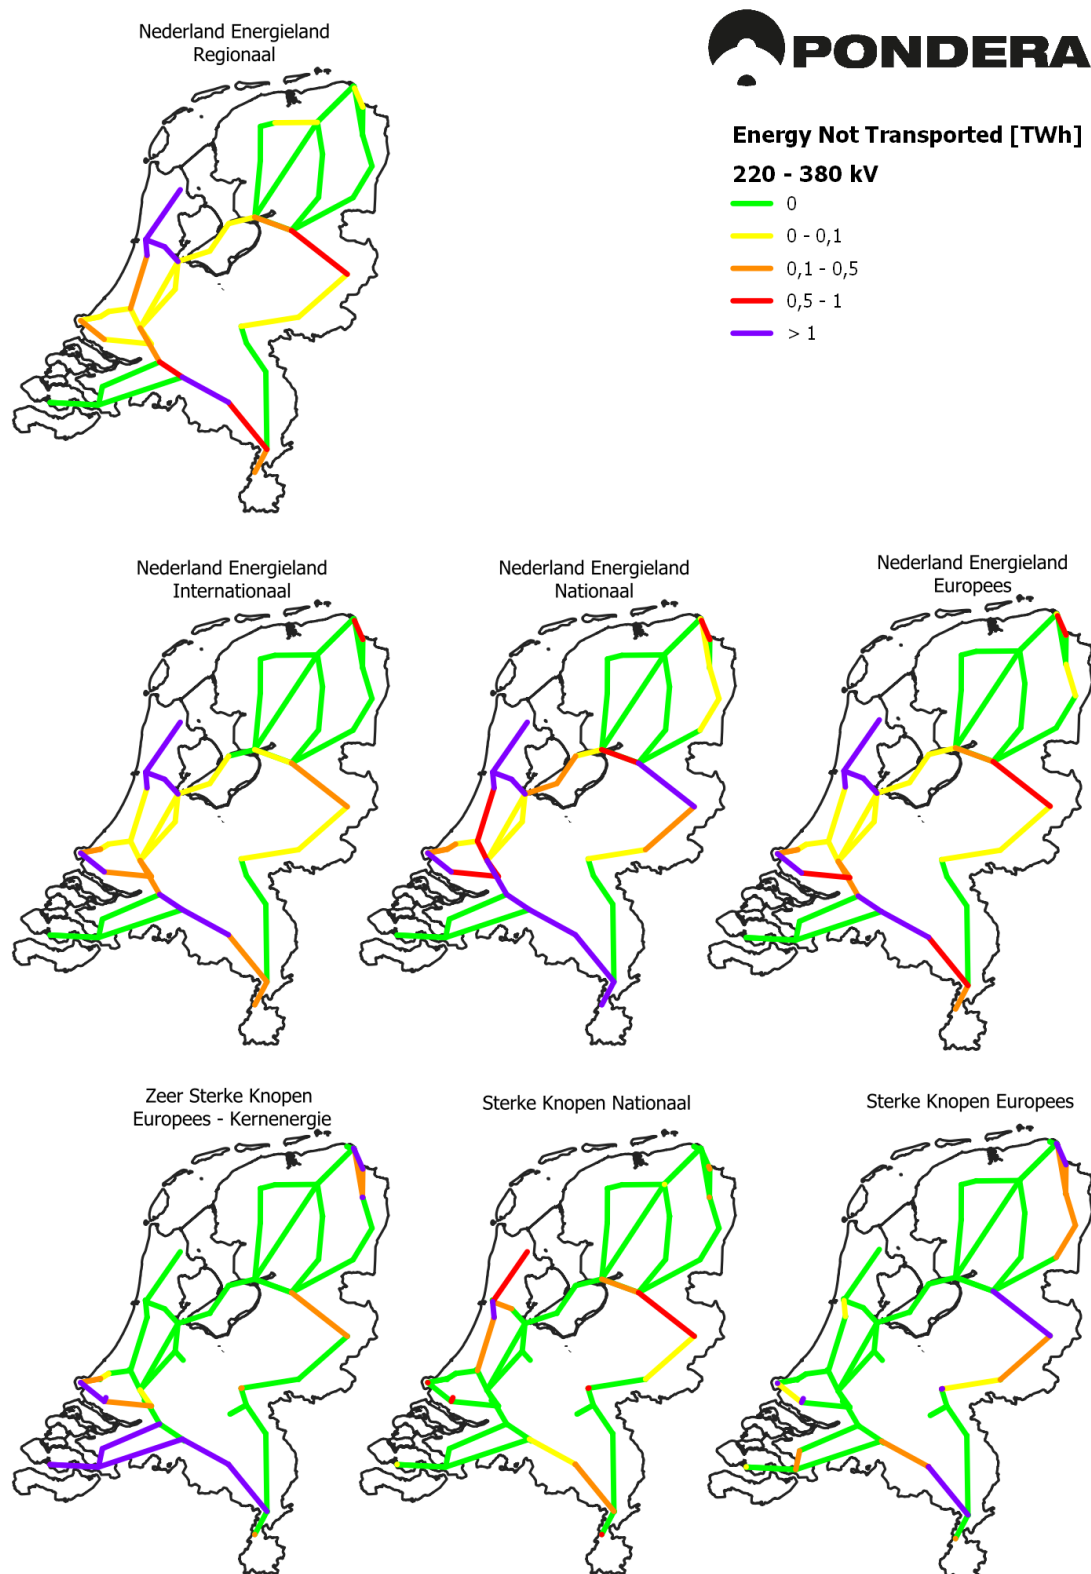 Nederland Energieland
Regionaal
PONDERA
Energy Not Transported [TWh]
220 - 380 kV
0
0 - 0,1
0,1 - 0,5
0,5 - 1
> 1
Nederland Energieland
Internationaal
Nederland Energieland
Nationaal
Nederland Energieland
Europees
Zeer Sterke Knopen
Europees - Kernenergie
Sterke Knopen Nationaal
Sterke Knopen Europees